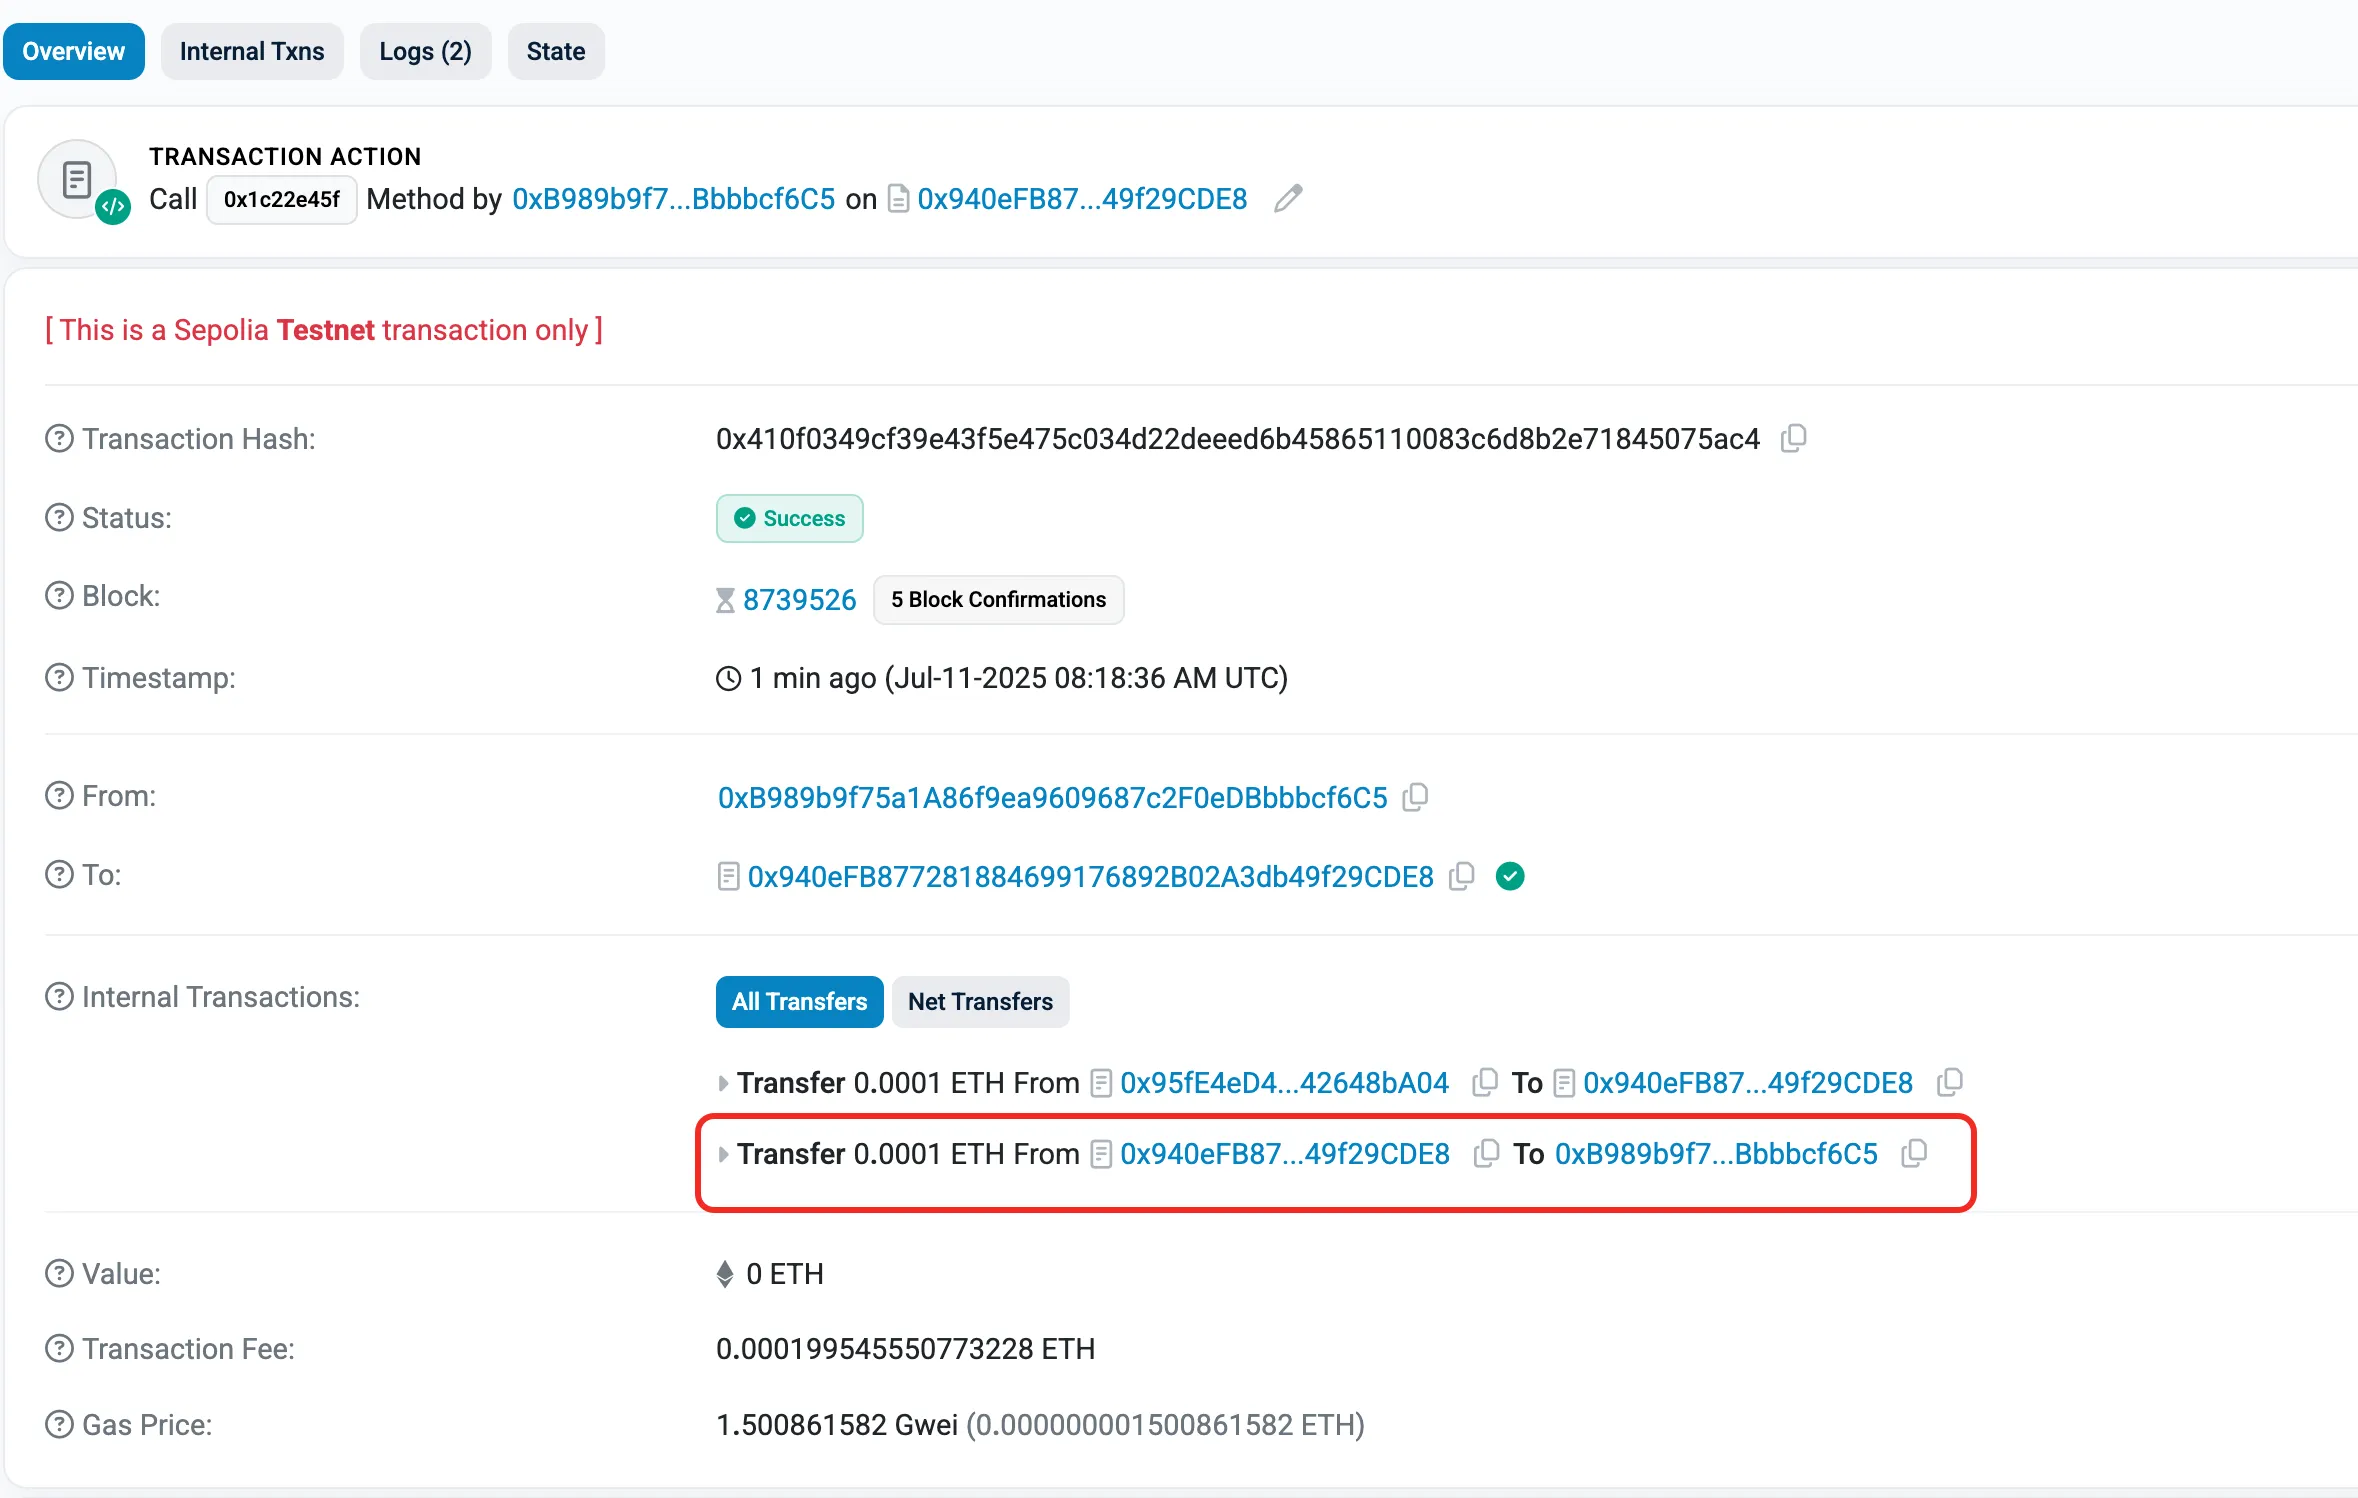 Overview Internal Txns Logs (2) State
TRANSACTION ACTION
Call 0x1c22e45f Method by 0xB989b9f7...Bbbbcf6C5 on 0x940eFB87...49f29CDE8
[ This is a Sepolia Testnet transaction only ]
Transaction Hash: 0x410f0349cf39e43f5e475c034d22deeed6b45865110083c6d8b2e71845075ac4
Status: Success
Block: 8739526 5 Block Confirmations
Timestamp: 1 min ago (Jul-11-2025 08:18:36 AM UTC)
From: 0xB989b9f75a1A86f9ea9609687c2F0eDBbbbcf6C5
To: 0x940eFB877281884699176892B02A3db49f29CDE8
Internal Transactions: All Transfers Net Transfers
Transfer 0.0001 ETH From 0x95fE4eD4...42648bA04 To 0x940eFB87...49f29CDE8
Transfer 0.0001 ETH From 0x940eFB87...49f29CDE8 To 0xB989b9f7...Bbbbcf6C5
Value: 0 ETH
Transaction Fee: 0.000199545550773228 ETH
Gas Price: 1.500861582 Gwei (0.000000001500861582 ETH)